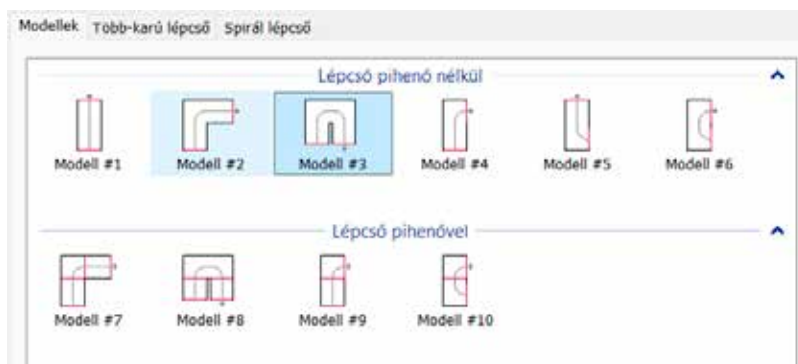 Modellek Több-karú lépcső Spirál lépcső
Lépcső pihenő nélkül
Modell #1 Modell #2 Modell #3 Modell #4 Modell #5 Modell #6
Lépcső pihenővel
Modell #7 Modell #8 Modell #9 Modell #10